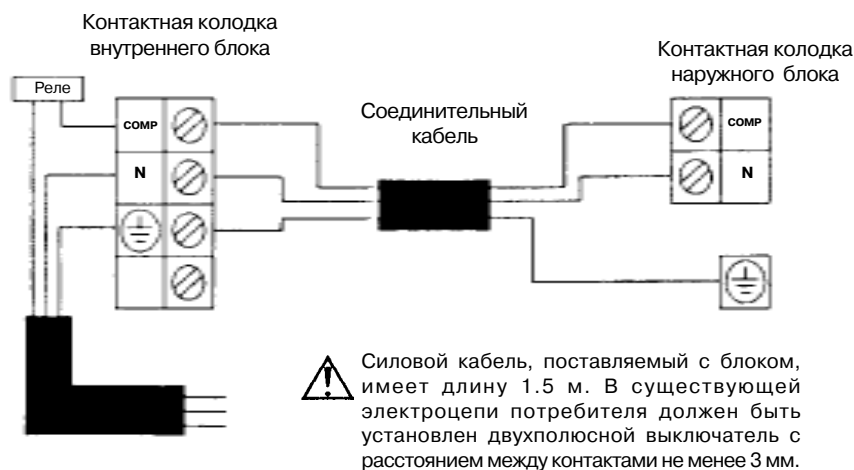 Контактная колодка
внутреннего блока
Контактная колодка
наружного блока
Реле
Соединительный
кабель
COMP
N
COMP
N
Силовой кабель, поставляемый с блоком,
имеет длину 1.5 м. В существующей
электроцепи потребителя должен быть
установлен двухполюсной выключатель с
расстоянием между контактами не менее 3 мм.